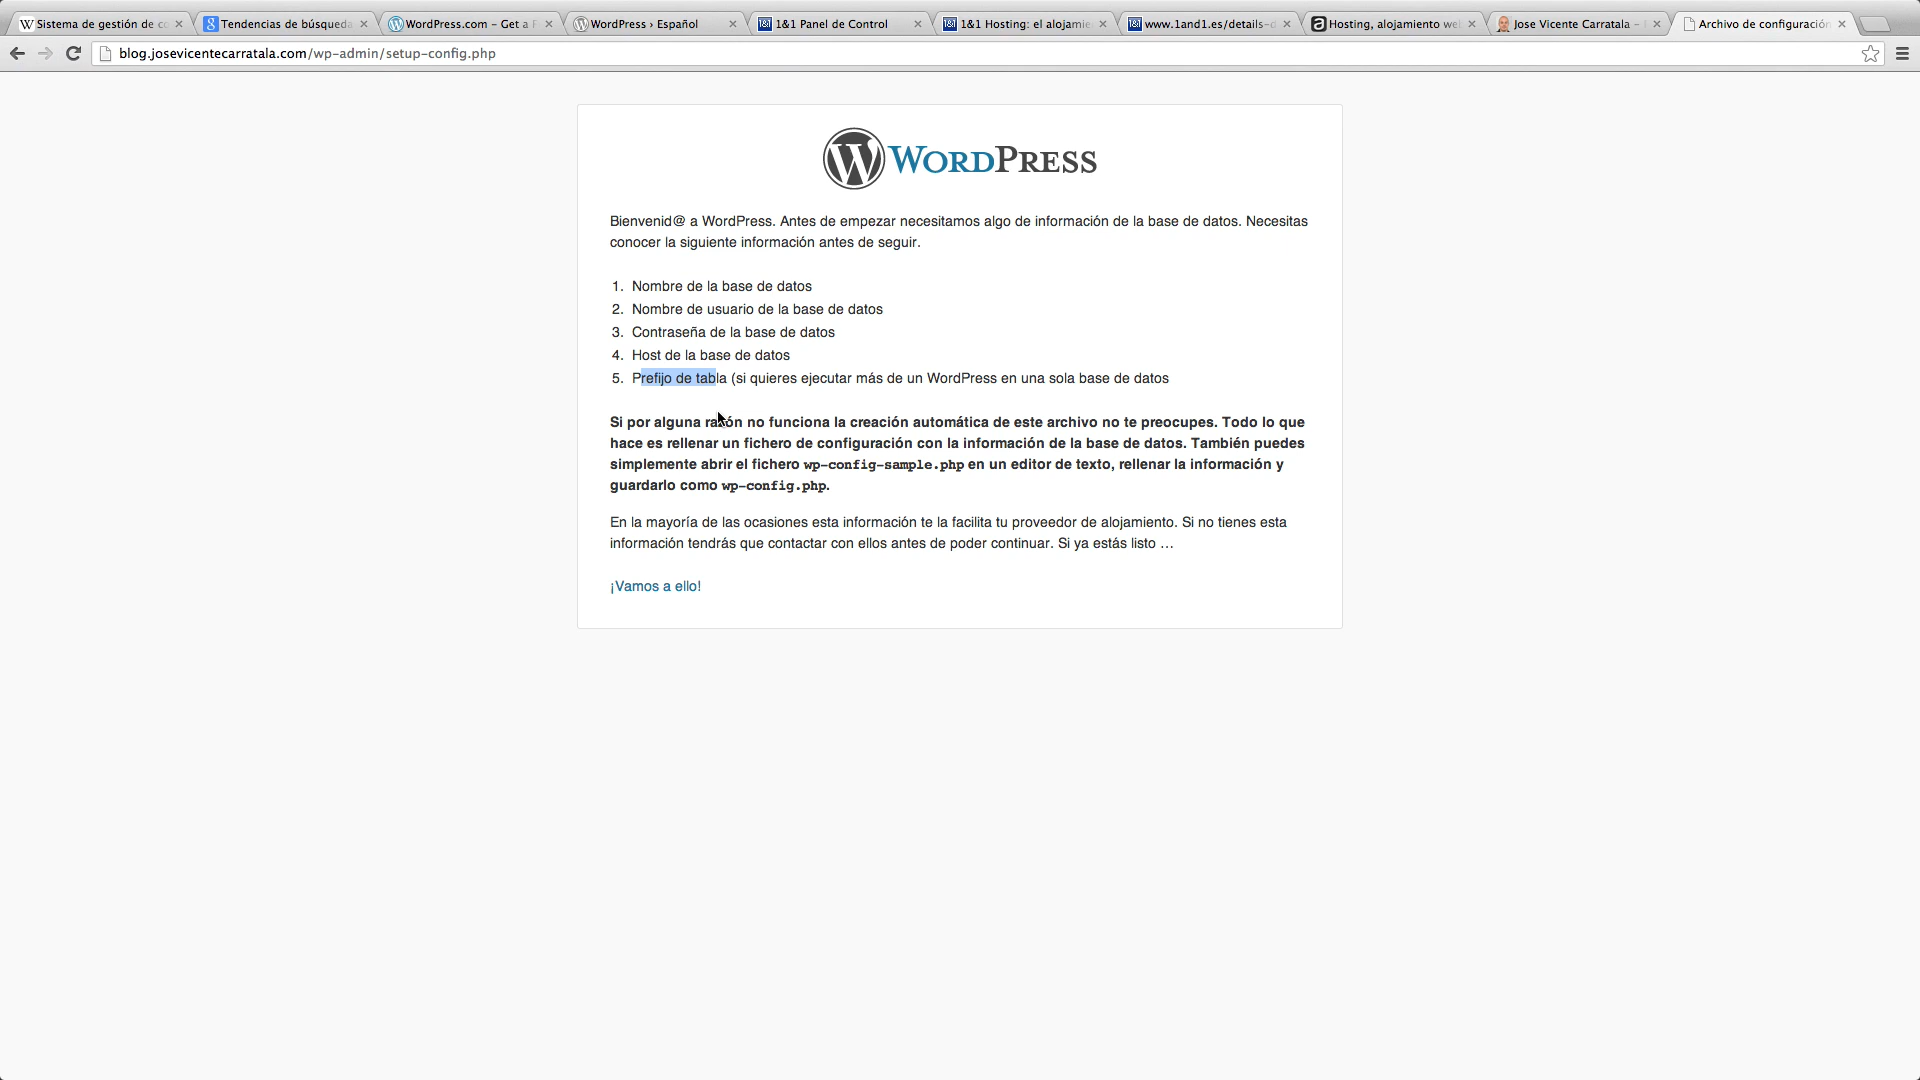 Sistema de gestión de co
Tendencias de búsqueda
WordPress.com – Get a F
WordPress › Español
1&1 Panel de Control
1&1 Hosting: el alojamie
www.1and1.es/details-d
Hosting, alojamiento web
Jose Vicente Carratala –
Archivo de configuración
blog.josevicentecarratala.com/wp-admin/setup-config.php
WORDPRESS
Bienvenid@ a WordPress. Antes de empezar necesitamos algo de información de la base de datos. Necesitas
conocer la siguiente información antes de seguir.
1. Nombre de la base de datos
2. Nombre de usuario de la base de datos
3. Contraseña de la base de datos
4. Host de la base de datos
5. Prefijo de tabla (si quieres ejecutar más de un WordPress en una sola base de datos
Si por alguna razón no funciona la creación automática de este archivo no te preocupes. Todo lo que
hace es rellenar un fichero de configuración con la información de la base de datos. También puedes
simplemente abrir el fichero wp-config-sample.php en un editor de texto, rellenar la información y
guardarlo como wp-config.php.
En la mayoría de las ocasiones esta información te la facilita tu proveedor de alojamiento. Si no tienes esta
información tendrás que contactar con ellos antes de poder continuar. Si ya estás listo …
¡Vamos a ello!